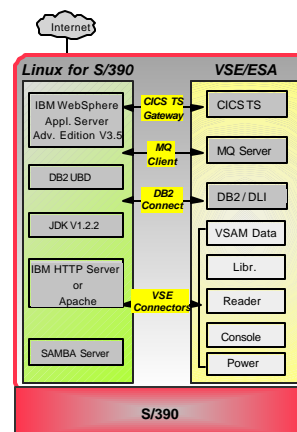 Internet
Linux for S/390
VSE/ESA
IBM WebSphere
Appl. Server
Adv. Edition V3.5
CICS TS
Gateway
CICS TS
MQ
Client
MQ Server
DB2 UBD
DB2
Connect
DB2 / DLI
JDK V1.2.2
VSAM Data
Libr.
IBM HTTP Server
or
Apache
VSE
Connectors
Reader
Console
SAMBA Server
Power
S/390